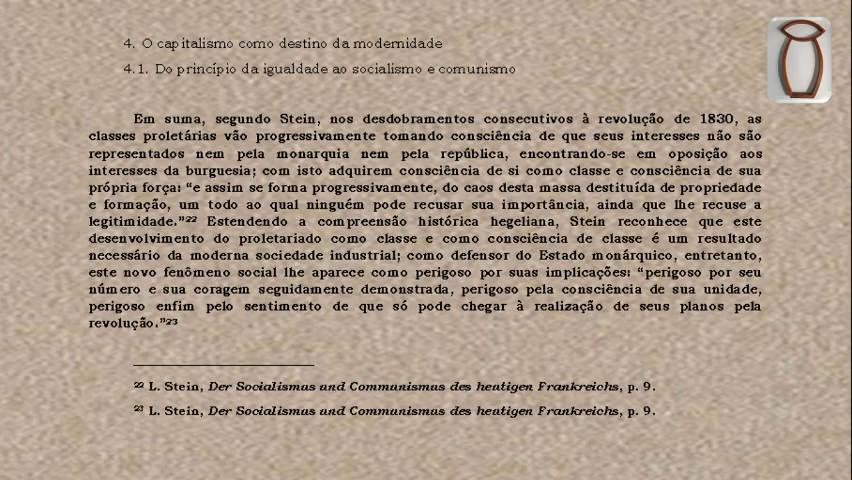 4. O capitalismo como destino da modernidade
4.1. Do princípio da igualdade ao socialismo e comunismo
Em suma, segundo Stein, nos desdobramentos consecutivos à revolução de 1830, as
classes proletárias vão progressivamente tomando consciência de que seus interesses não são
representados nem pela monarquia nem pela república, encontrando-se em oposição aos
interesses da burguesia; com isto adquirem consciência de si como classe e consciência de sua
própria força: “e assim se forma progressivamente, do caos desta massa destituída de propriedade
e formação, um todo ao qual ninguém pode recusar sua importância, ainda que lhe recuse a
legitimidade.”²² Estendendo a compreensão histórica hegeliana, Stein reconhece que este
desenvolvimento do proletariado como classe e como consciência de classe é um resultado
necessário da moderna sociedade industrial; como defensor do Estado monárquico, entretanto,
este novo fenômeno social lhe aparece como perigoso por suas implicações: “perigoso por seu
número e sua coragem seguidamente demonstrada, perigoso pela consciência de sua unidade,
perigoso enfim pelo sentimento de que só pode chegar à realização de seus planos pela
revolução.”²³
²² L. Stein, Der Socialismus und Communismus des heutigen Frankreichs, p. 9.
²³ L. Stein, Der Socialismus und Communismus des heutigen Frankreichs, p. 9.